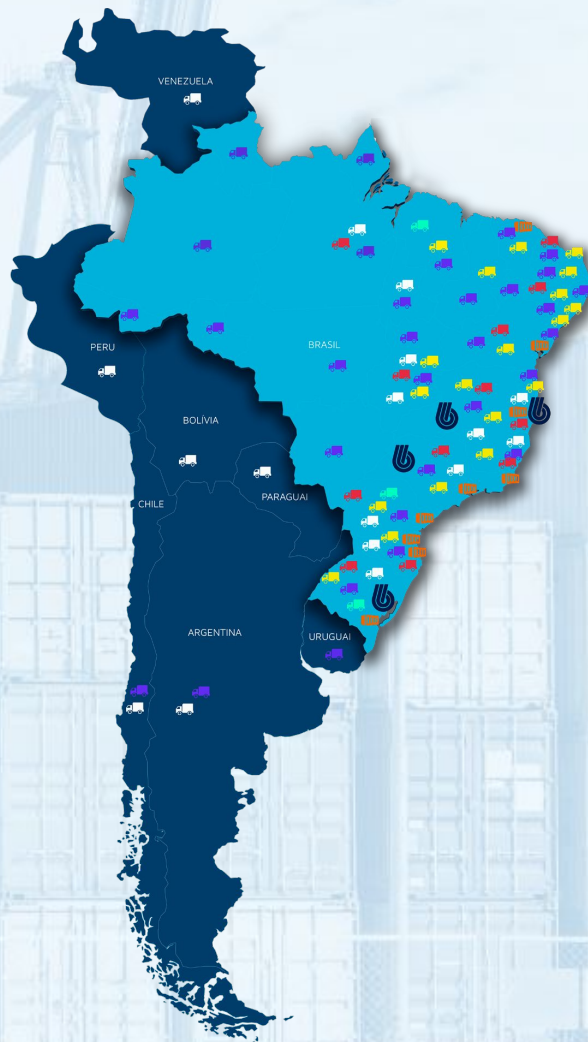 VENEZUELA
BRASIL
PERU
BOLÍVIA
PARAGUAI
CHILE
ARGENTINA
URUGUAI